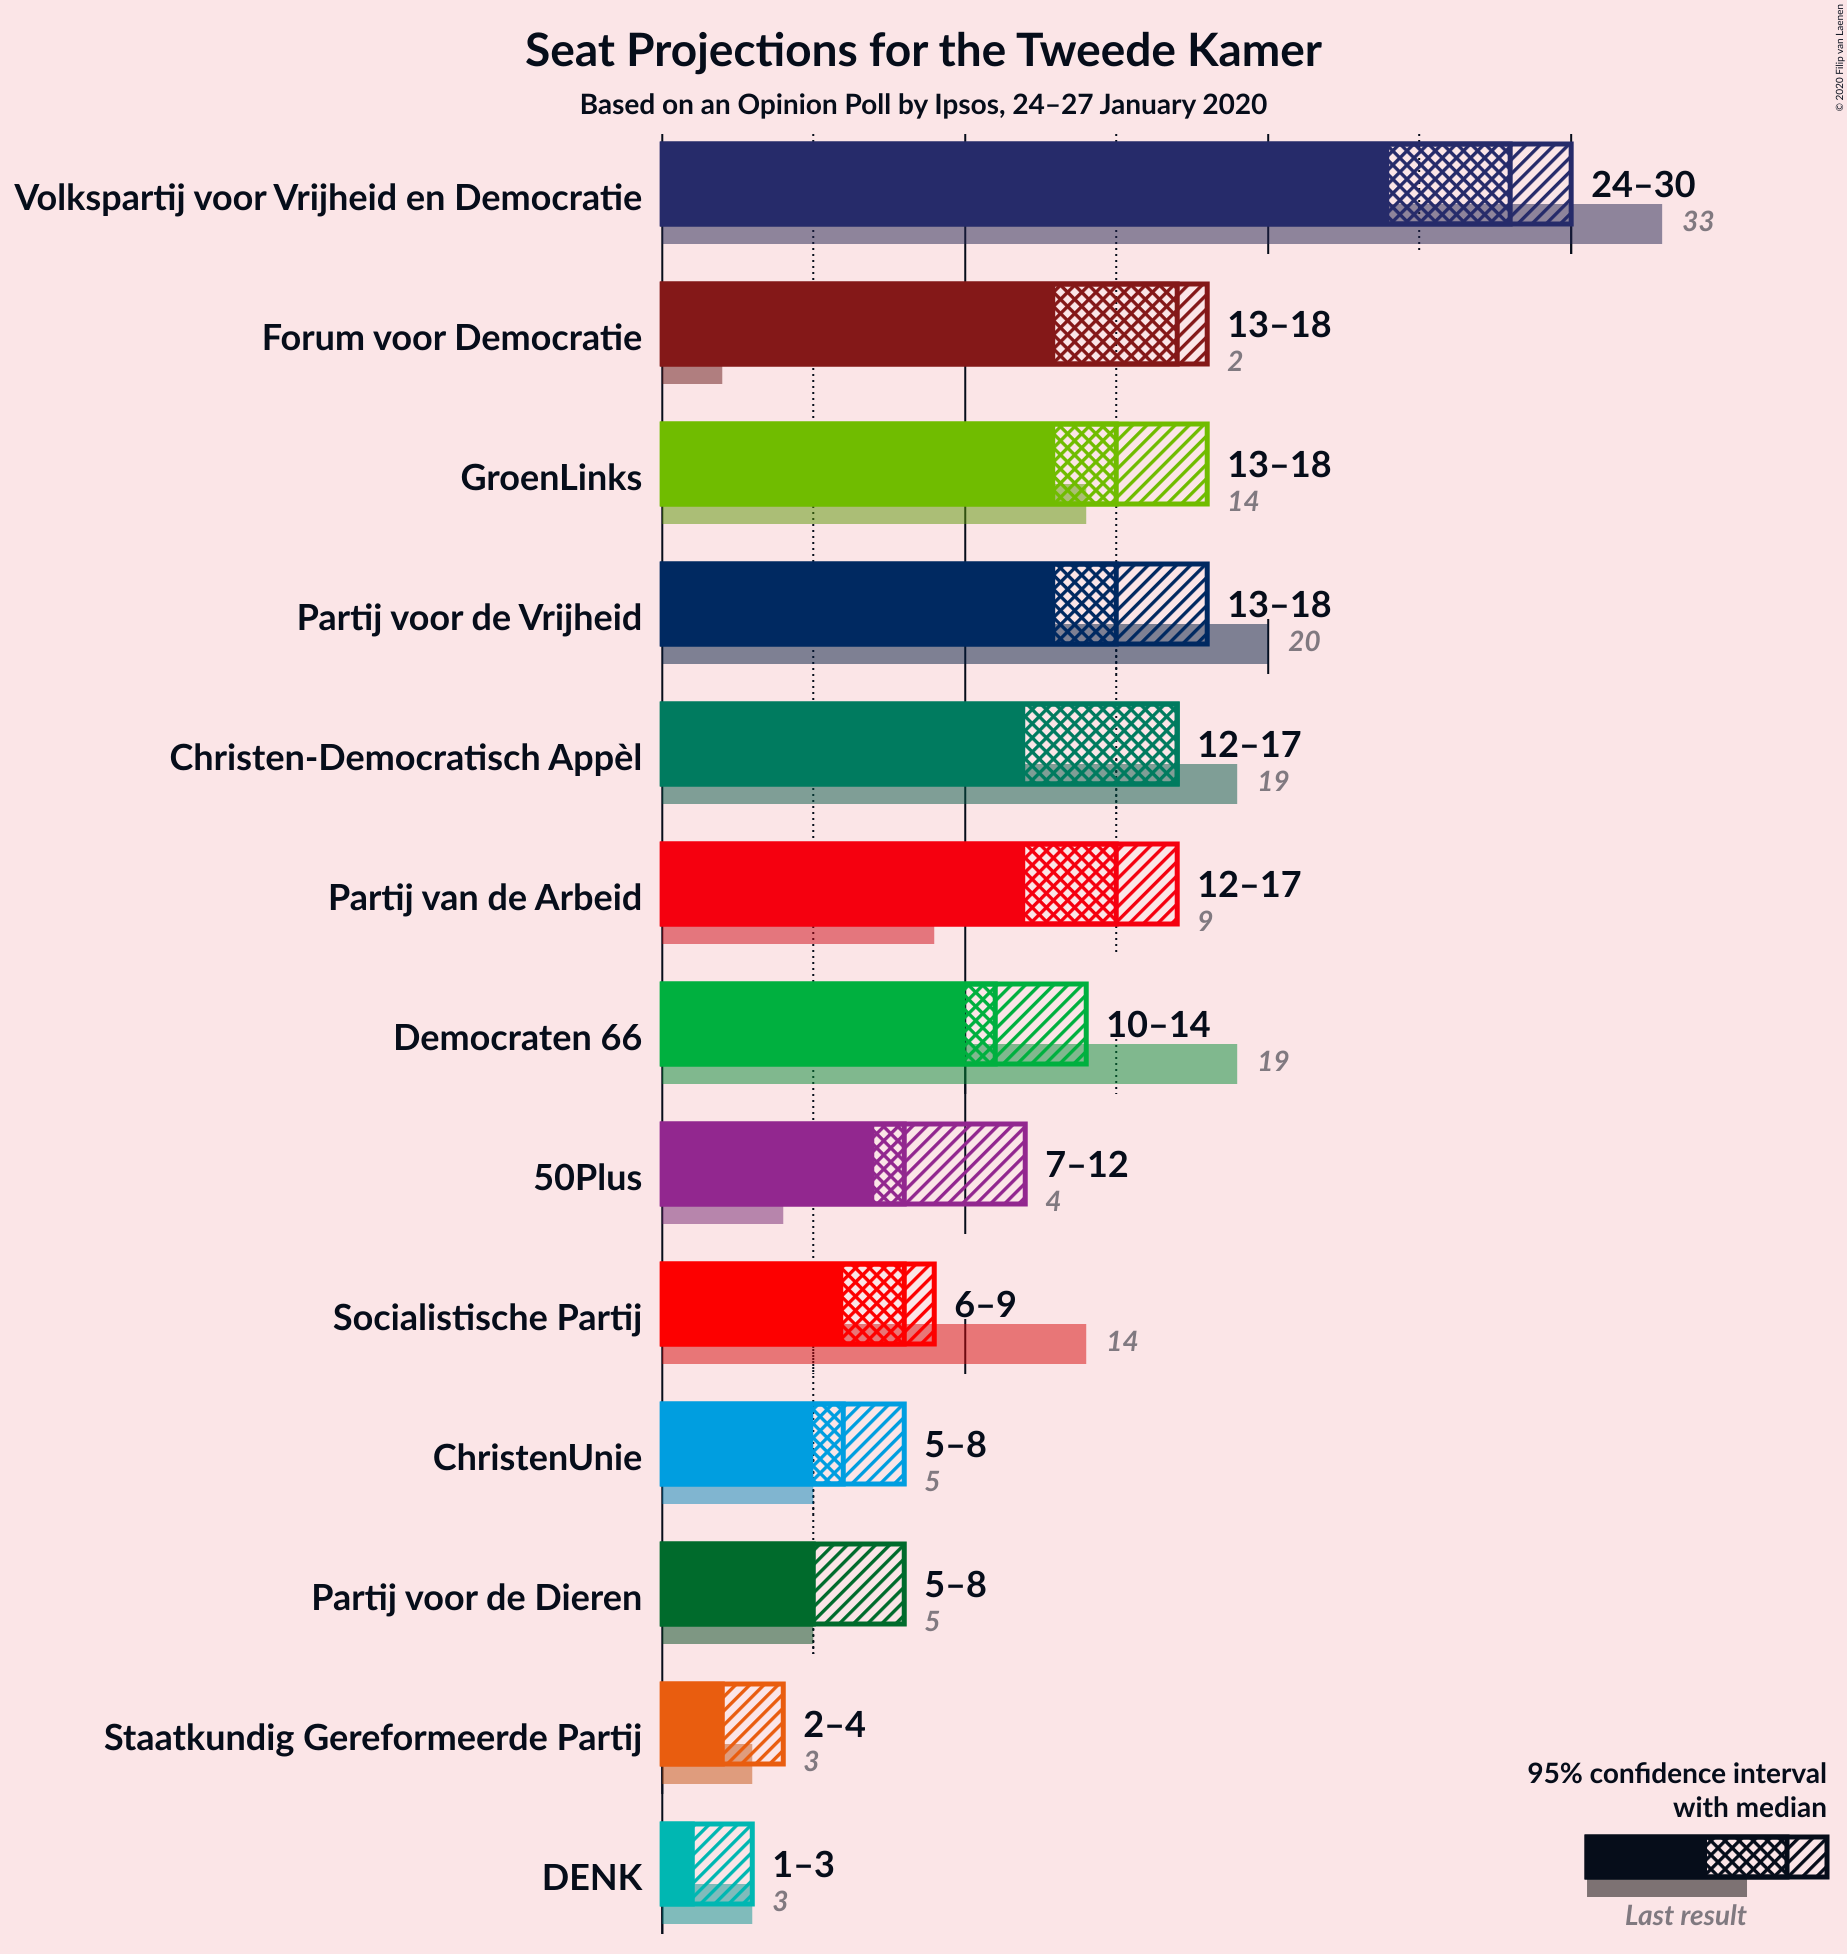 Seat Projections for the Tweede Kamer
Based on an Opinion Poll by Ipsos, 24–27 January 2020
© 2020 Filip van Laenen
Volkspartij voor Vrijheid en Democratie
24–30
33
Forum voor Democratie
13–18
2
GroenLinks
13–18
14
Partij voor de Vrijheid
13–18
20
Christen-Democratisch Appèl
12–17
19
Partij van de Arbeid
12–17
9
Democraten 66
10–14
19
50Plus
7–12
4
Socialistische Partij
6–9
14
ChristenUnie
5–8
5
Partij voor de Dieren
5–8
5
Staatkundig Gereformeerde Partij
2–4
3
DENK
1–3
3
95% confidence interval
with median
Last result